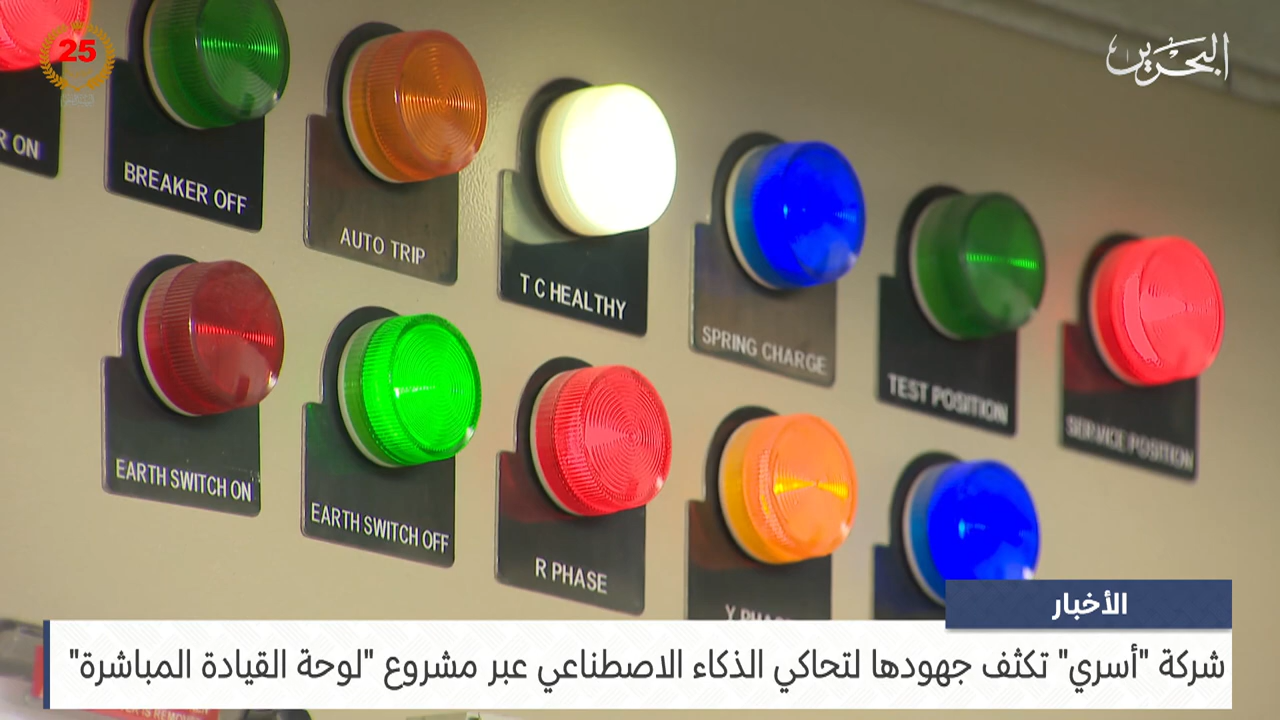 25
البحرين
R ON
BREAKER OFF
AUTO TRIP
T C HEALTHY
SPRING CHARGE
TEST POSITION
SERVICE POSITION
EARTH SWITCH ON
EARTH SWITCH OFF
R PHASE
الأخبار
شركة "أسري" تكثف جهودها لتحاكي الذكاء الاصطناعي عبر مشروع "لوحة القيادة المباشرة"